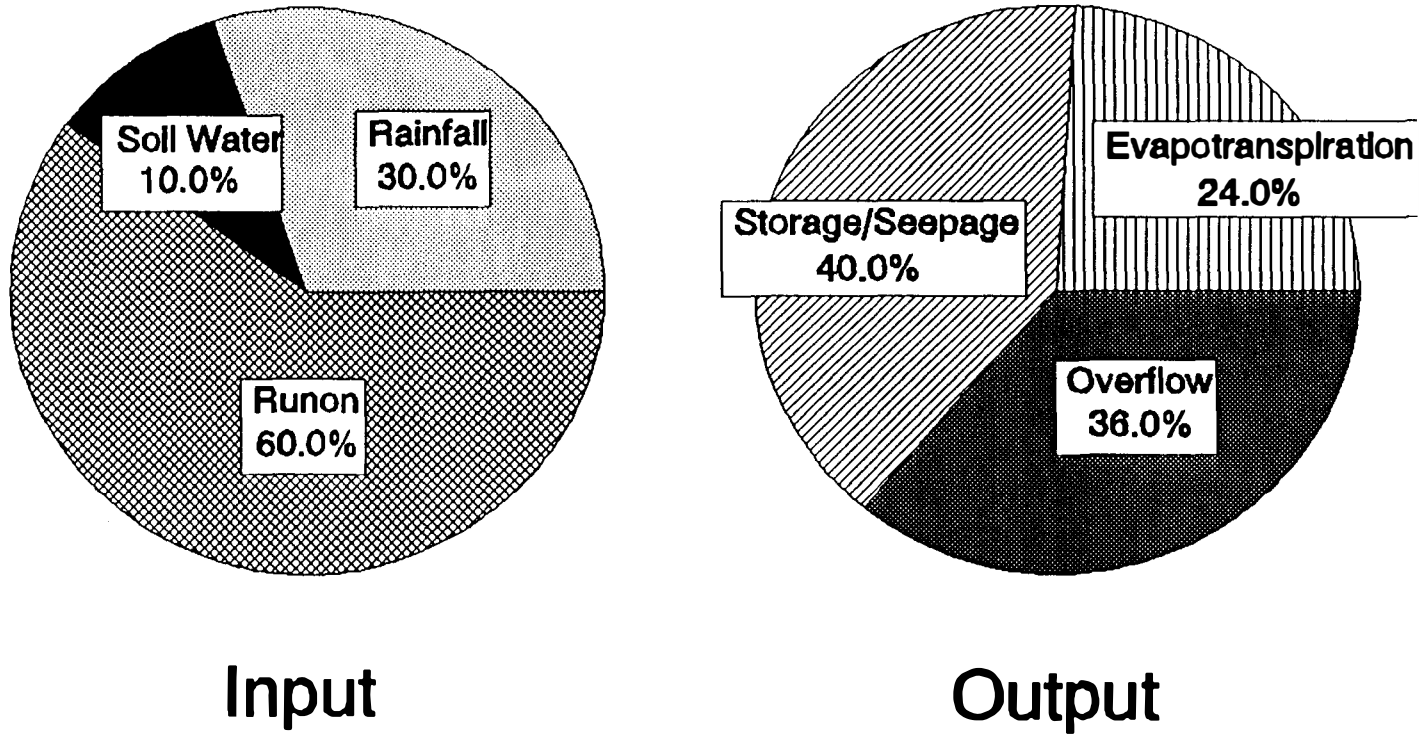 Soil Water
10.0%
Rainfall
30.0%
Runon
60.0%
Input
Evapotranspiration
24.0%
Storage/Seepage
40.0%
Overflow
36.0%
Output